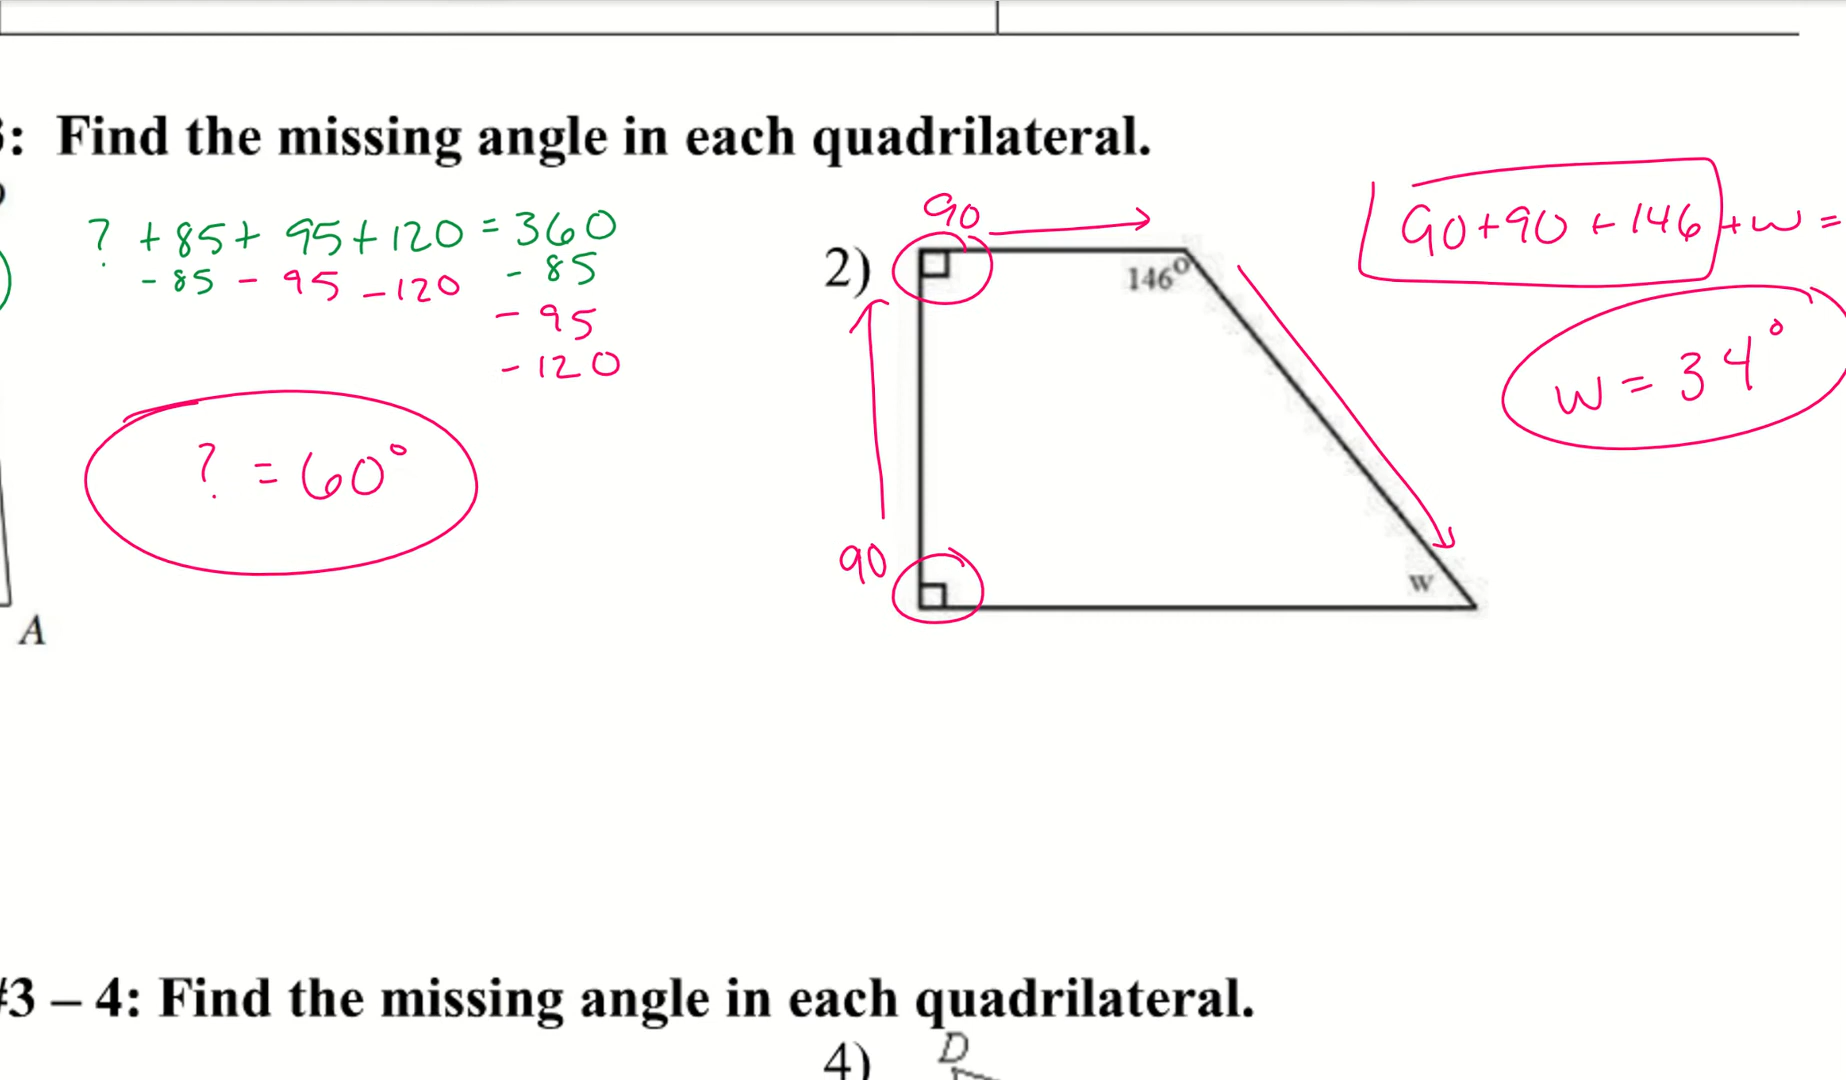 : Find the missing angle in each quadrilateral.
? + 85 + 95 + 120 = 360
- 85 - 95 - 120 - 85
- 95
- 120
? = 60°
A
2)
90
146°
90
w
90 + 90 + 146 + w =
w = 34°
#3 – 4: Find the missing angle in each quadrilateral.
4)
D